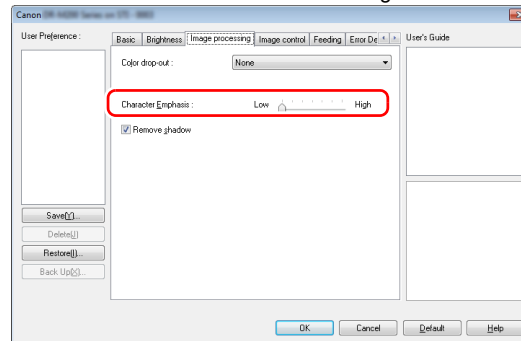 Canon
User Preference :
Basic Brightness Image processing Image control Feeding Error De
User's Guide
Color drop-out : None
Character Emphasis : Low High
Remove shadow
Save(Y)...
Delete(J)
Restore(I)...
Back Up(X)...
OK Cancel Default Help